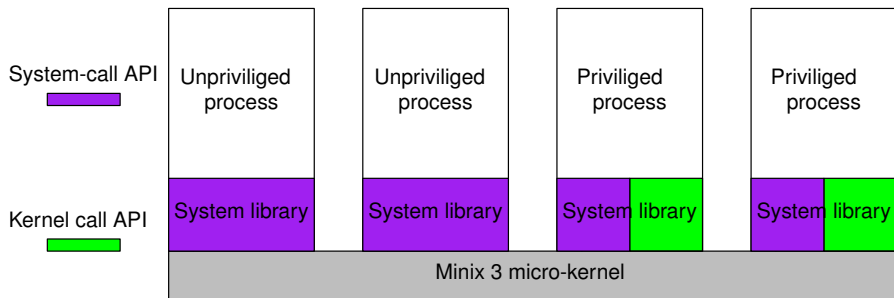 System-call API
Kernel call API
Unpriviliged
process
Unpriviliged
process
Priviliged
process
Priviliged
process
System library
System library
System library
System library
Minix 3 micro-kernel